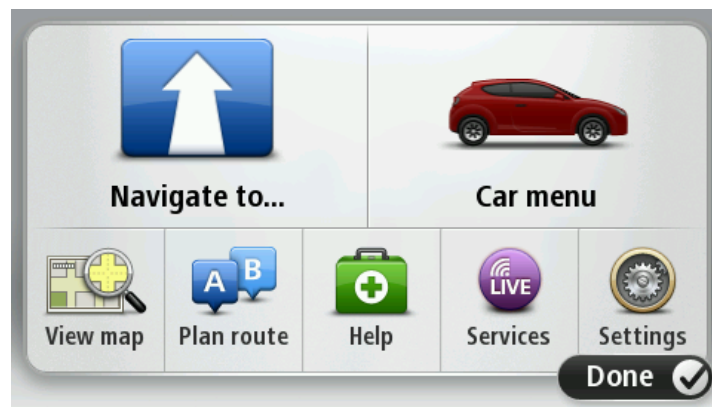 Navigate to...
Car menu
A B
LIVE
View map
Plan route
Help
Services
Settings
Done